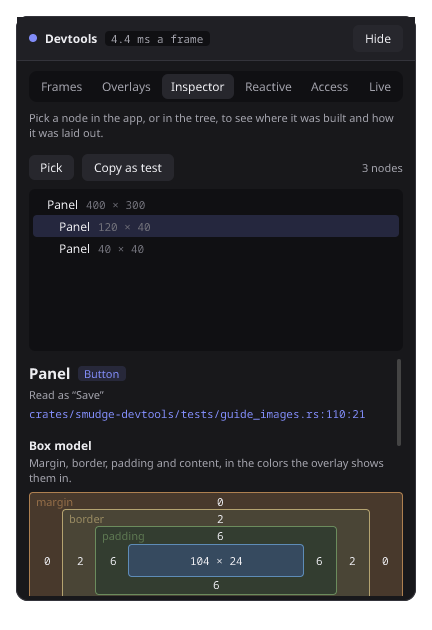 Devtools 4.4 ms a frame Hide
Frames Overlays Inspector Reactive Access Live
Pick a node in the app, or in the tree, to see where it was built and how
it was laid out.
Pick Copy as test 3 nodes
Panel 400 × 300
Panel 120 × 40
Panel 40 × 40
Panel Button
Read as “Save”
crates/smudge-devtools/tests/guide_images.rs:110:21
Box model
Margin, border, padding and content, in the colors the overlay shows
them in.
margin 0
border 2
padding 6
0 2 6 104 × 24 6 2 0
6